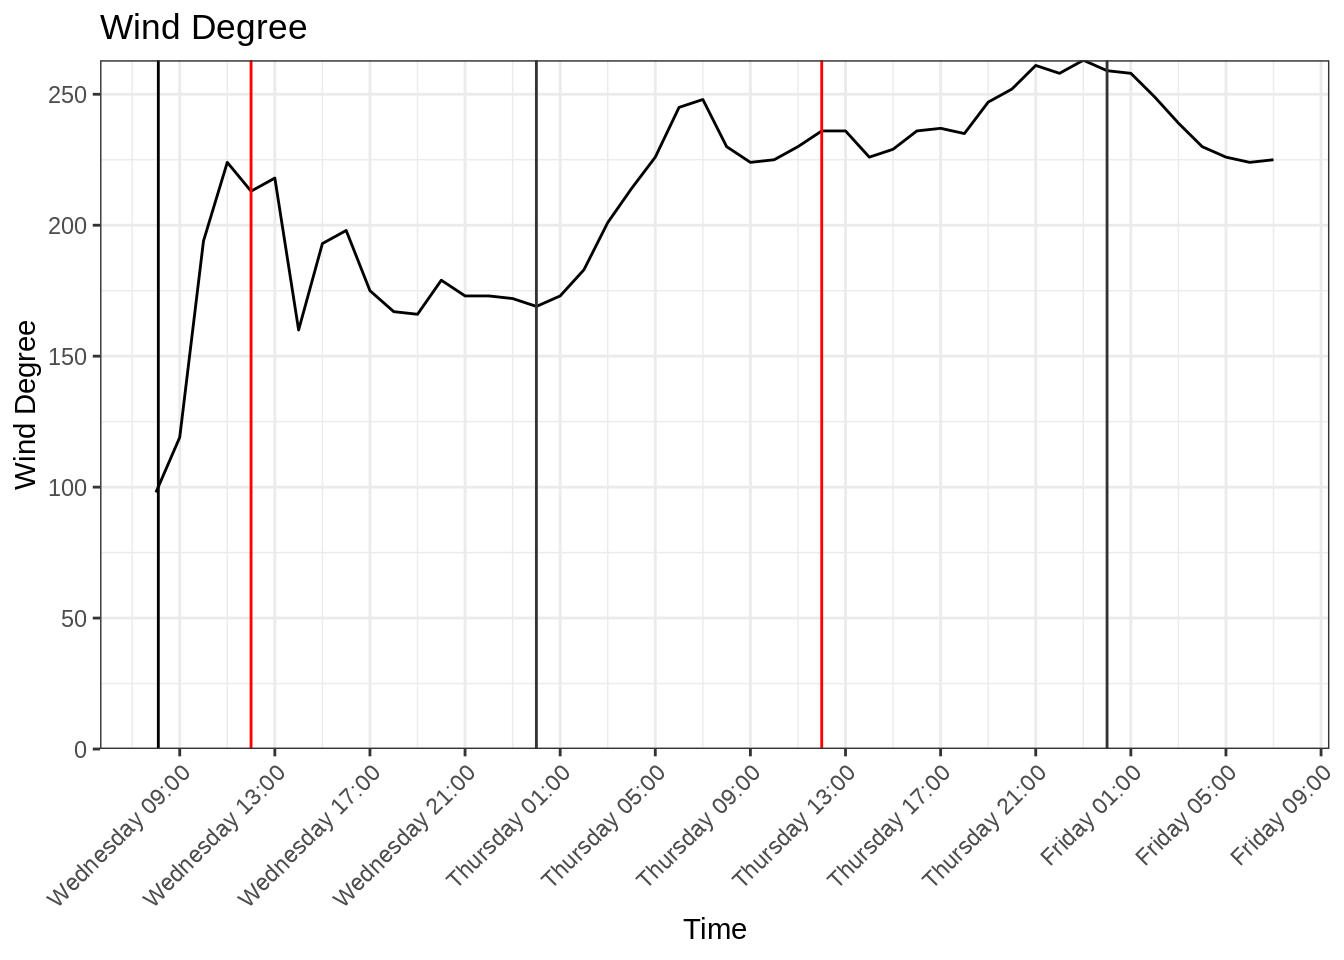 Wind Degree
Wind Degree
250
200
150
100
50
0
Wednesday 09:00
Wednesday 13:00
Wednesday 17:00
Wednesday 21:00
Thursday 01:00
Thursday 05:00
Thursday 09:00
Thursday 13:00
Thursday 17:00
Thursday 21:00
Friday 01:00
Friday 05:00
Friday 09:00
Time